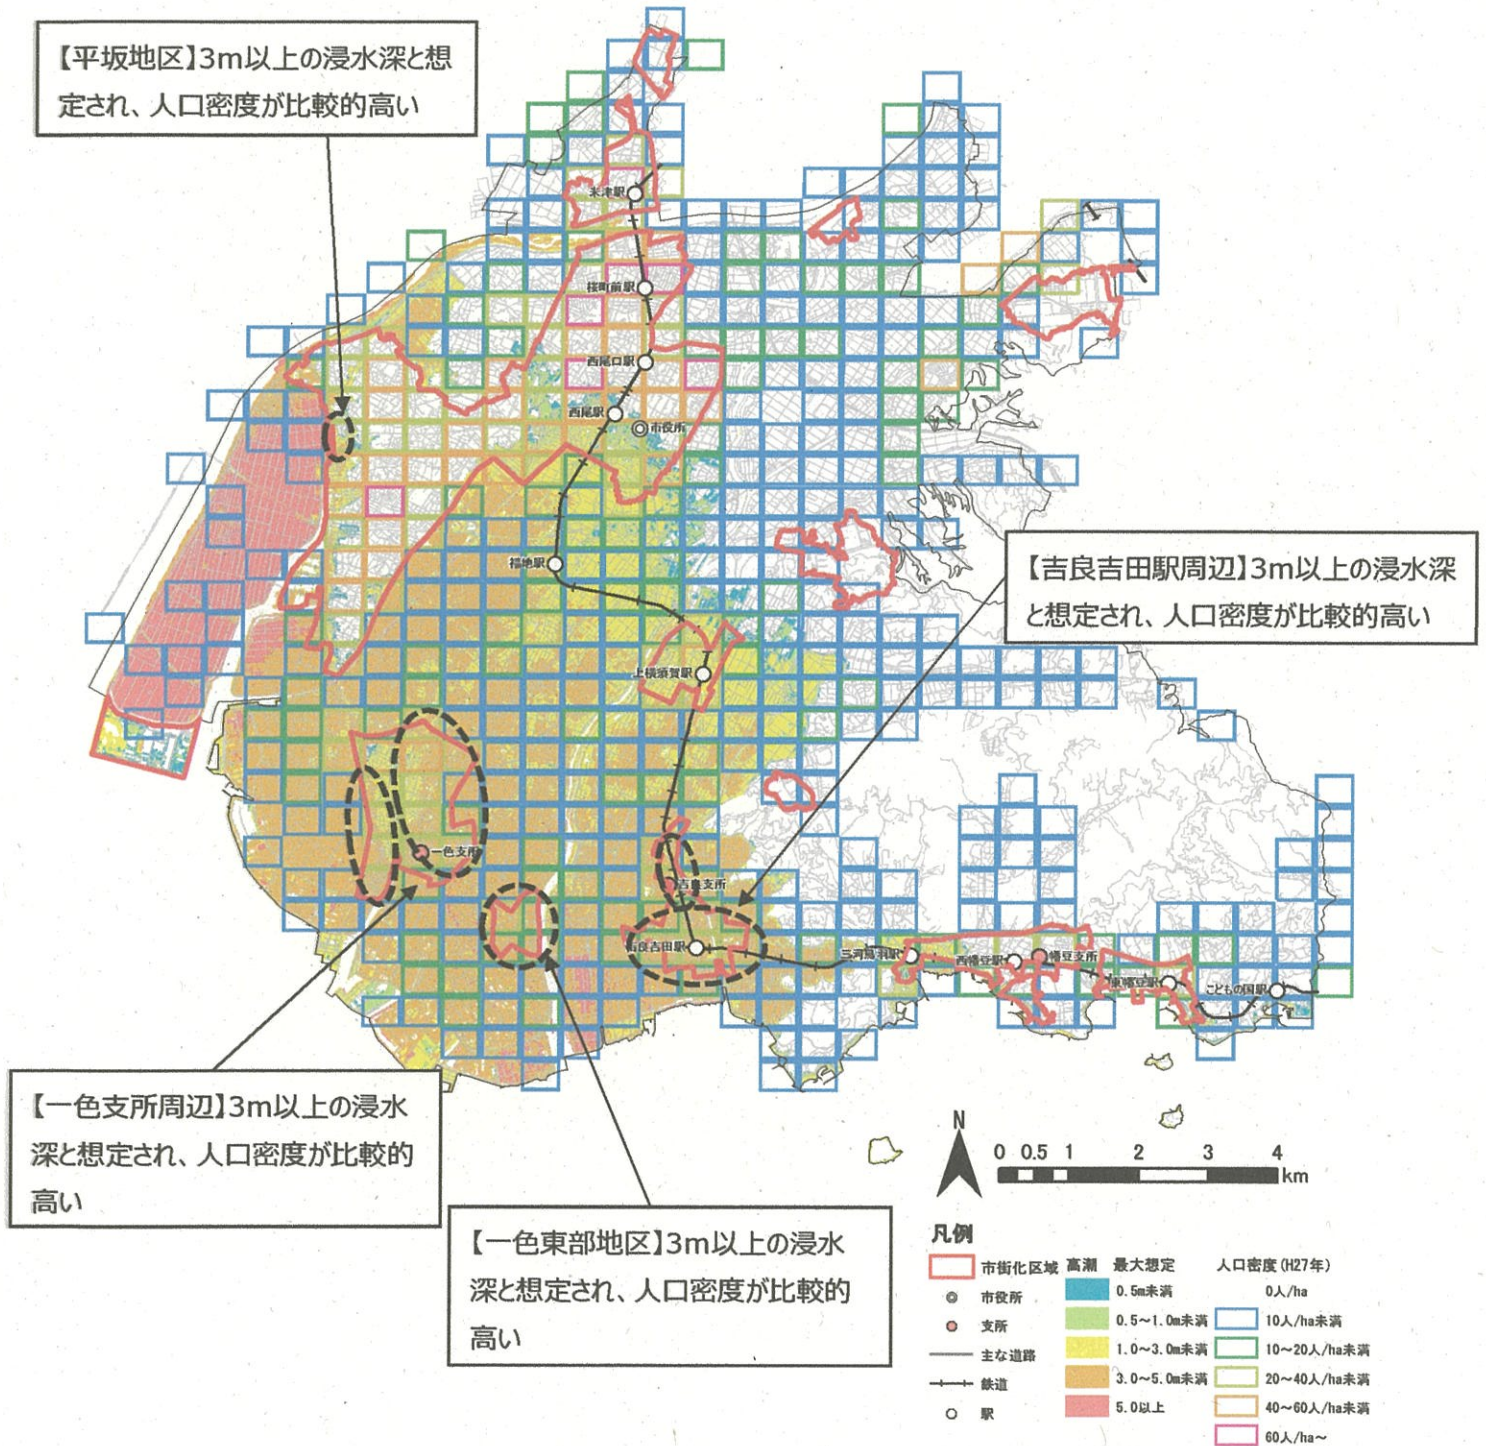 【平坂地区】3m以上の浸水深と想
定され、人口密度が比較的高い
米津駅
桜町前駅
西尾口駅
西尾駅
市役所
【吉良吉田駅周辺】3m以上の浸水深
と想定され、人口密度が比較的高い
福地駅
上横須賀駅
一色支所
吉良支所
吉良吉田駅
三河鳥羽駅
西幡豆駅
幡豆支所
東幡豆駅
こどもの国駅
【一色支所周辺】3m以上の浸水
深と想定され、人口密度が比較的
高い
【一色東部地区】3m以上の浸水
深と想定され、人口密度が比較的
高い
N
0 0.5 1 2 3 4
km
凡例
市街化区域 高潮 最大想定 人口密度(H27年)
市役所 0.5m未満 0人/ha
支所 0.5～1.0m未満 10人/ha未満
主な道路 1.0～3.0m未満 10～20人/ha未満
鉄道 3.0～5.0m未満 20～40人/ha未満
駅 5.0以上 40～60人/ha未満
60人/ha～